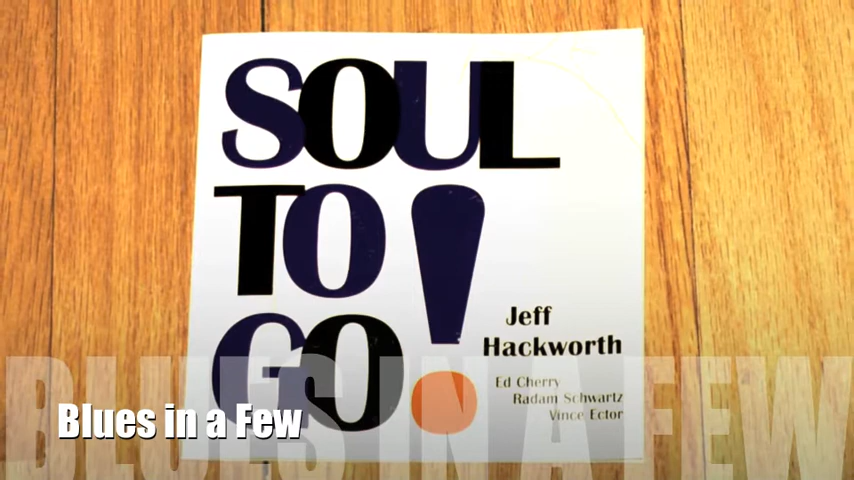 SOUL
TO
GO!
Jeff
Hackworth
Ed Cherry
Radam Schwartz
Vince Ector
BLUES IN A FEW
Blues in a Few